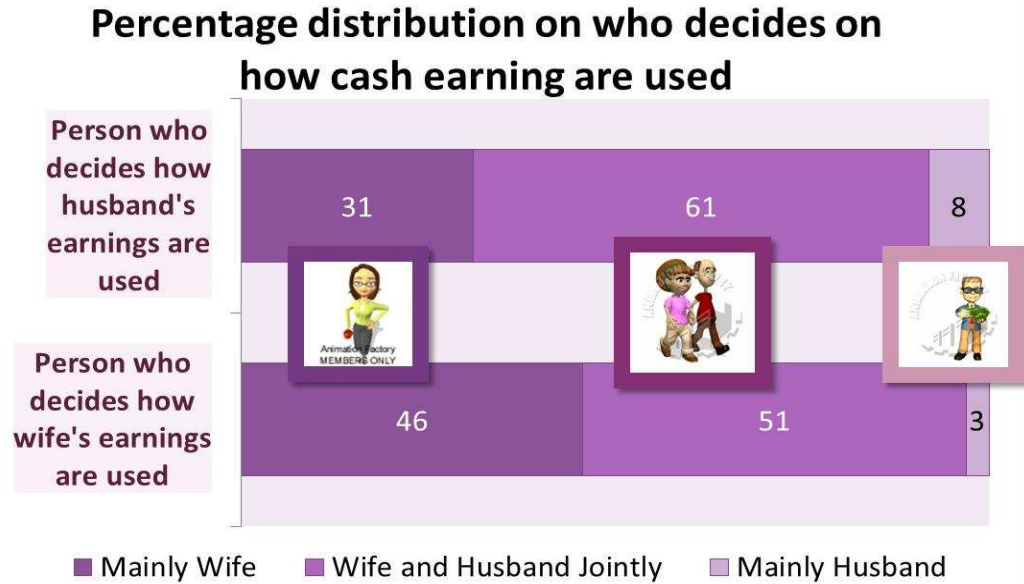 Percentage distribution on who decides on
how cash earning are used
Person who
decides how
husband's
earnings are
used
31
61
8
Animation Factory
MEMBERS ONLY
Person who
decides how
wife's earnings
are used
46
51
3
Mainly Wife
Wife and Husband Jointly
Mainly Husband